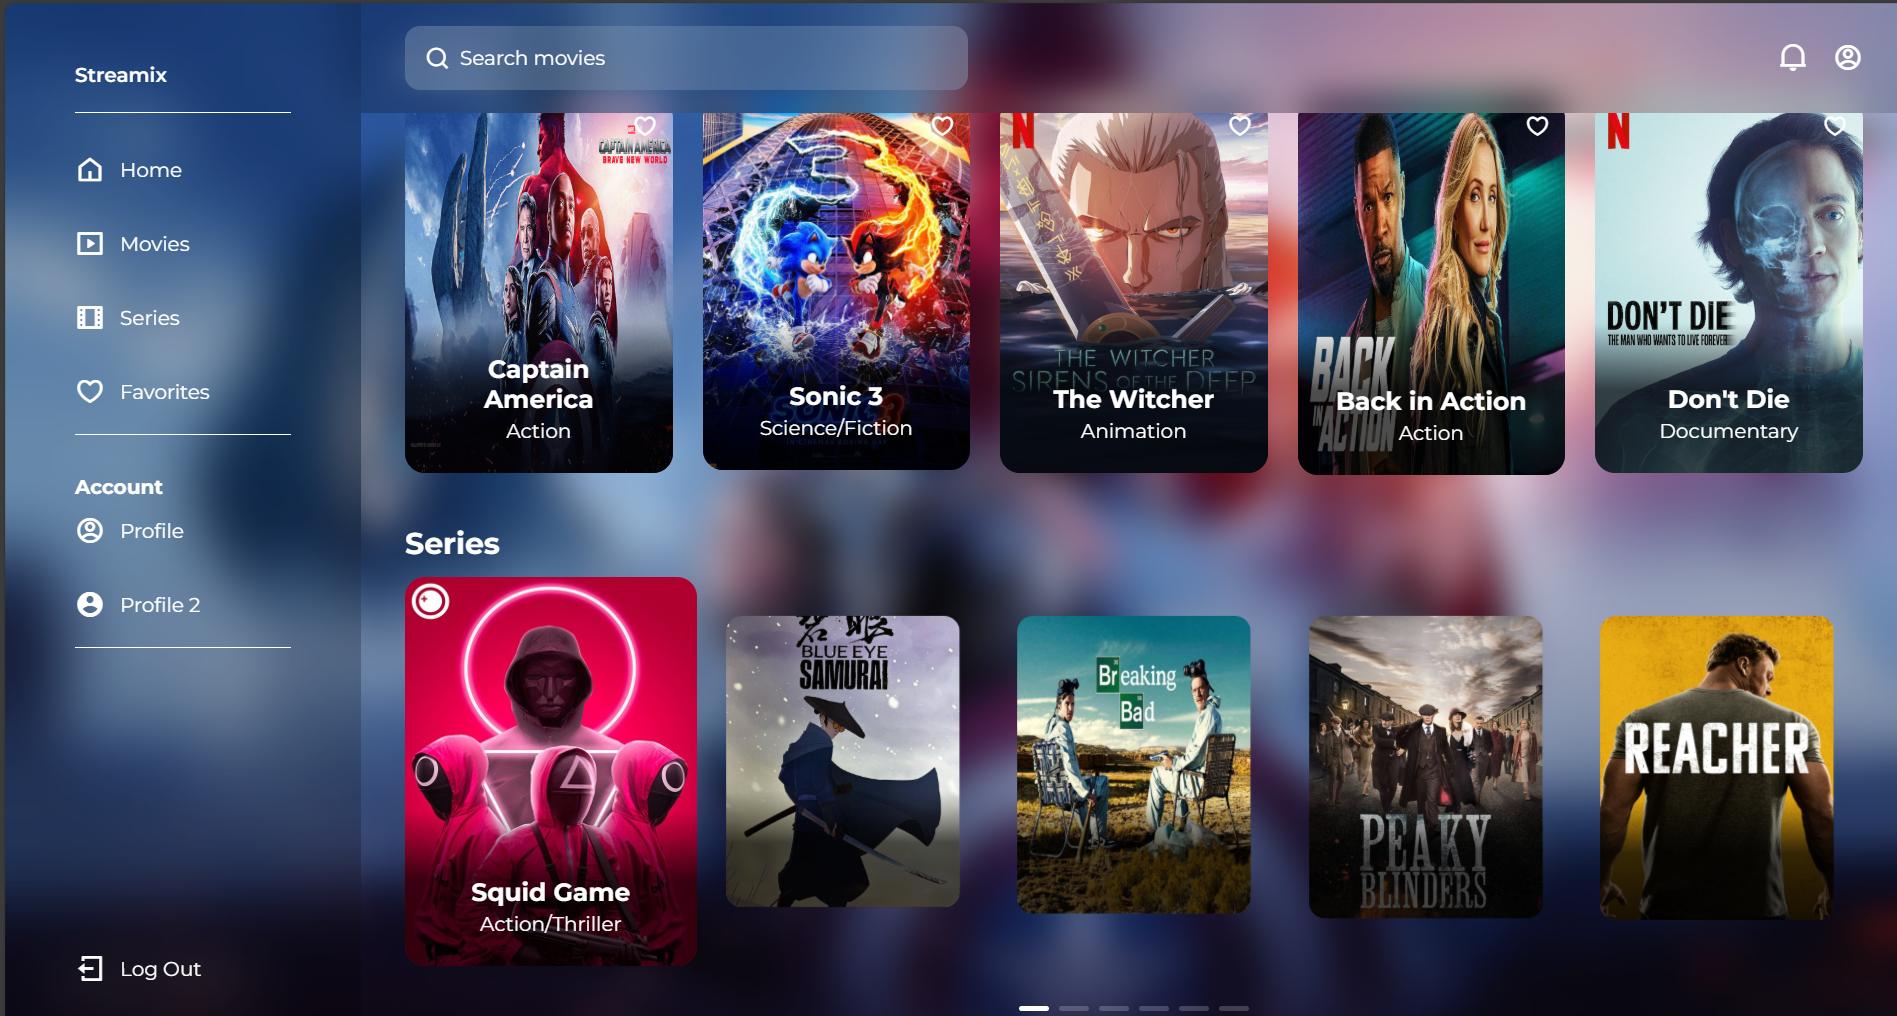 Streamix
Search movies
Home
Movies
Series
Favorites
Account
Profile
Profile 2
Log Out
CAPTAIN AMERICA
BRAVE NEW WORLD
Captain
America
Action
3
Sonic 3
Science/Fiction
N
THE WITCHER
SIRENS OF THE DEEP
The Witcher
Animation
BACK
IN
ACTION
Back in Action
Action
N
DON'T DIE
THE MAN WHO WANTS TO LIVE FOREVER
Don't Die
Documentary
Series
Squid Game
Action/Thriller
BLUE EYE
SAMURAI
Breaking
Bad
PEAKY
BLINDERS
REACHER